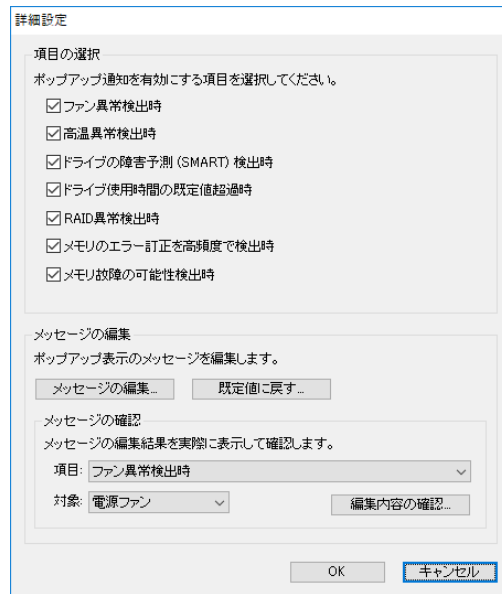 詳細設定
項目の選択
ポップアップ通知を有効にする項目を選択してください。
ファン異常検出時
高温異常検出時
ドライブの障害予測 (SMART) 検出時
ドライブ使用時間の既定値超過時
RAID異常検出時
メモリのエラー訂正を高頻度で検出時
メモリ故障の可能性検出時
メッセージの編集
ポップアップ表示のメッセージを編集します。
メッセージの編集... 既定値に戻す...
メッセージの確認
メッセージの編集結果を実際に表示して確認します。
項目: ファン異常検出時
対象: 電源ファン 編集内容の確認...
OK キャンセル